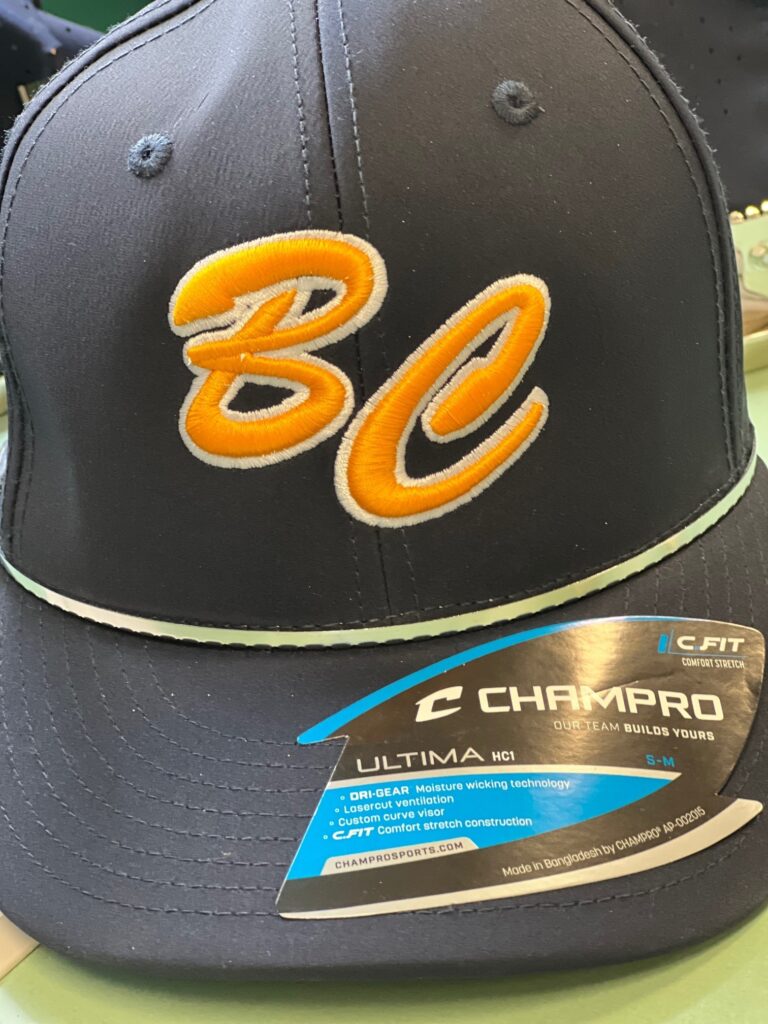 BC
C.FIT
COMFORT STRETCH
C CHAMPRO
OUR TEAM BUILDS YOURS
ULTIMA HC1
S-M
DRI-GEAR Moisture wicking technology
Lasercut ventilation
Custom curve visor
C.FIT Comfort stretch construction
CHAMPROSPORTS.COM
Made in Bangladesh by CHAMPRO® AP-002015